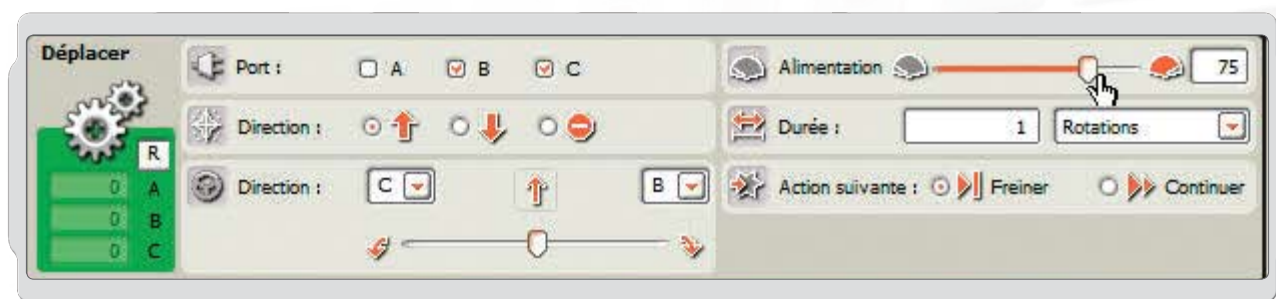 Déplacer
R
0 A
0 B
0 C
Port : A B C
Direction :
Direction : C B
Alimentation 75
Durée : 1 Rotations
Action suivante : Freiner Continuer